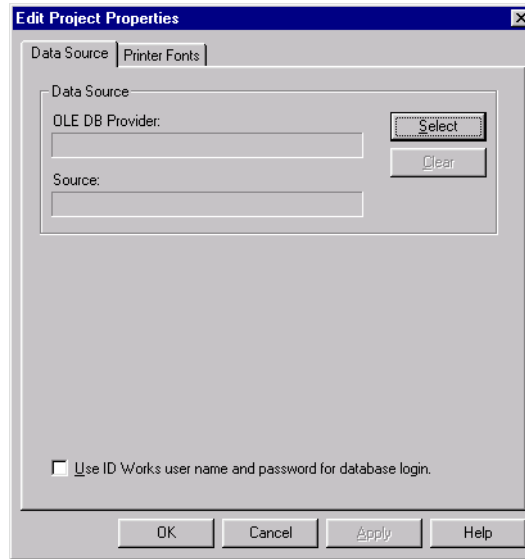 Edit Project Properties
Data Source Printer Fonts
Data Source
OLE DB Provider:
Select
Clear
Source:
Use ID Works user name and password for database login.
OK Cancel Apply Help